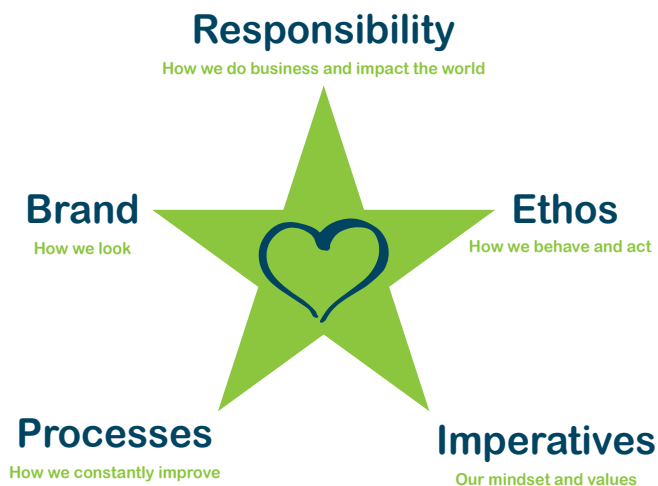 Responsibility
How we do business and impact the world
Brand
How we look
Ethos
How we behave and act
Processes
How we constantly improve
Imperatives
Our mindset and values